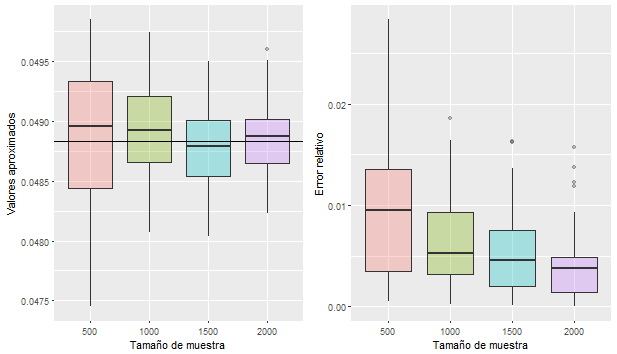 Valores aproximados
0.0495
0.0490
0.0485
0.0480
0.0475
500 1000 1500 2000
Tamaño de muestra
Error relativo
0.02
0.01
0.00
500 1000 1500 2000
Tamaño de muestra